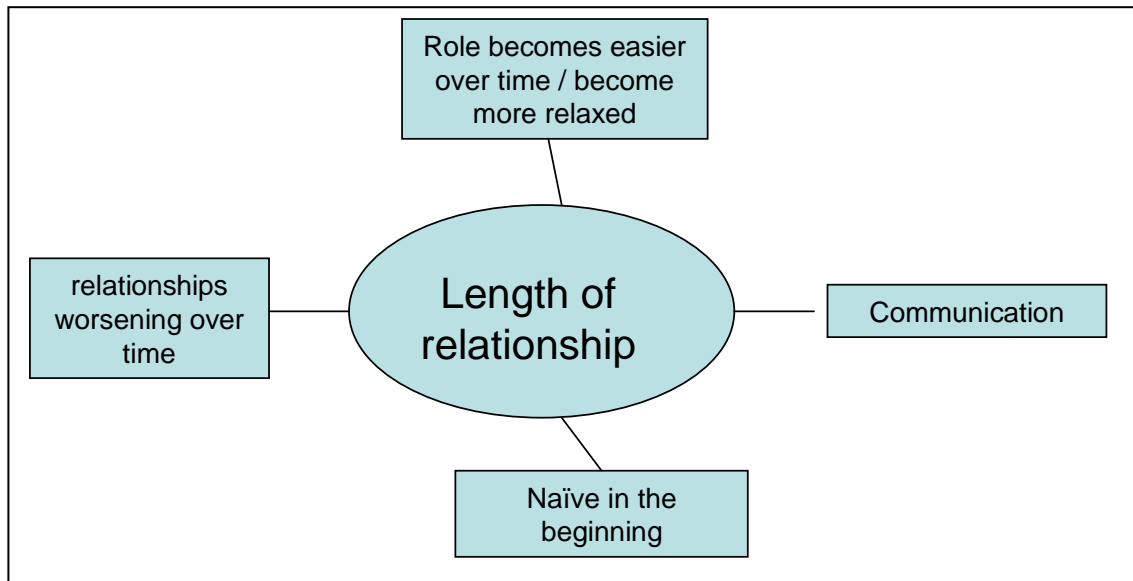 Role becomes easier
over time / become
more relaxed
relationships
worsening over
time
Length of
relationship
Communication
Naïve in the
beginning